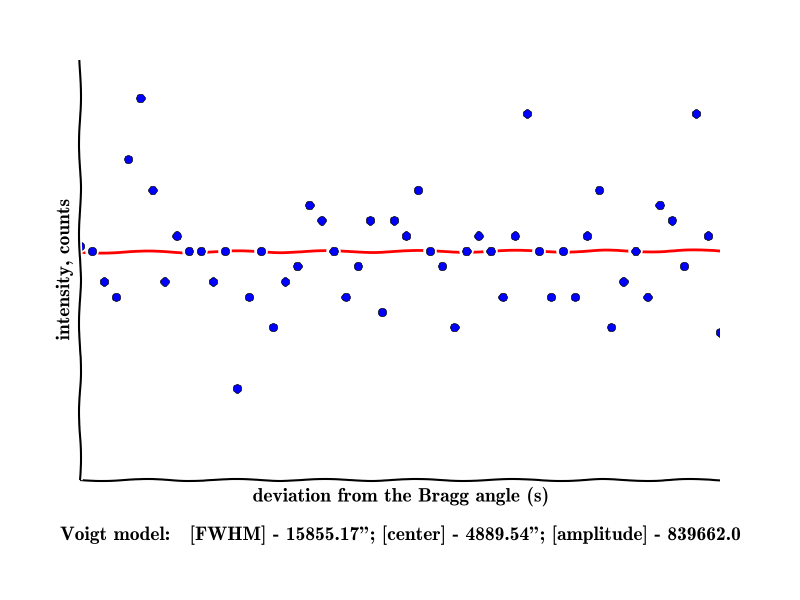 intensity, counts
deviation from the Bragg angle (s)
Voigt model: [FWHM] - 15855.17”; [center] - 4889.54”; [amplitude] - 839662.0